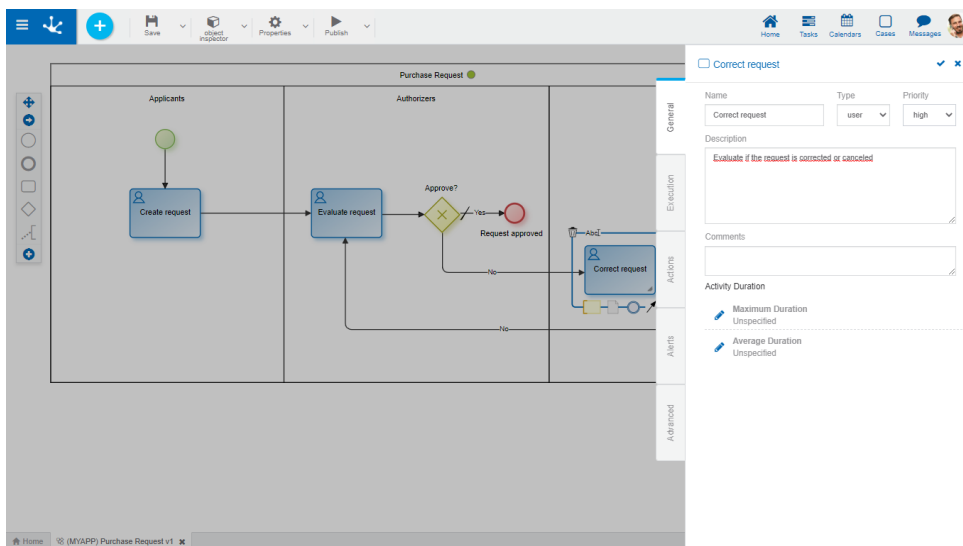 Save
object inspector
Properties
Publish
Home
Tasks
Calendars
Cases
Messages
Purchase Request
Applicants
Authorizers
Create request
Evaluate request
Approve?
Yes
Request approved
AbcI
Correct request
No
No
General
Execution
Actions
Alerts
Advanced
Correct request
Name
Type
Priority
Correct request
user
high
Description
Evaluate if the request is corrected or canceled
Comments
Activity Duration
Maximum Duration
Unspecified
Average Duration
Unspecified
Home
(MYAPP) Purchase Request v1